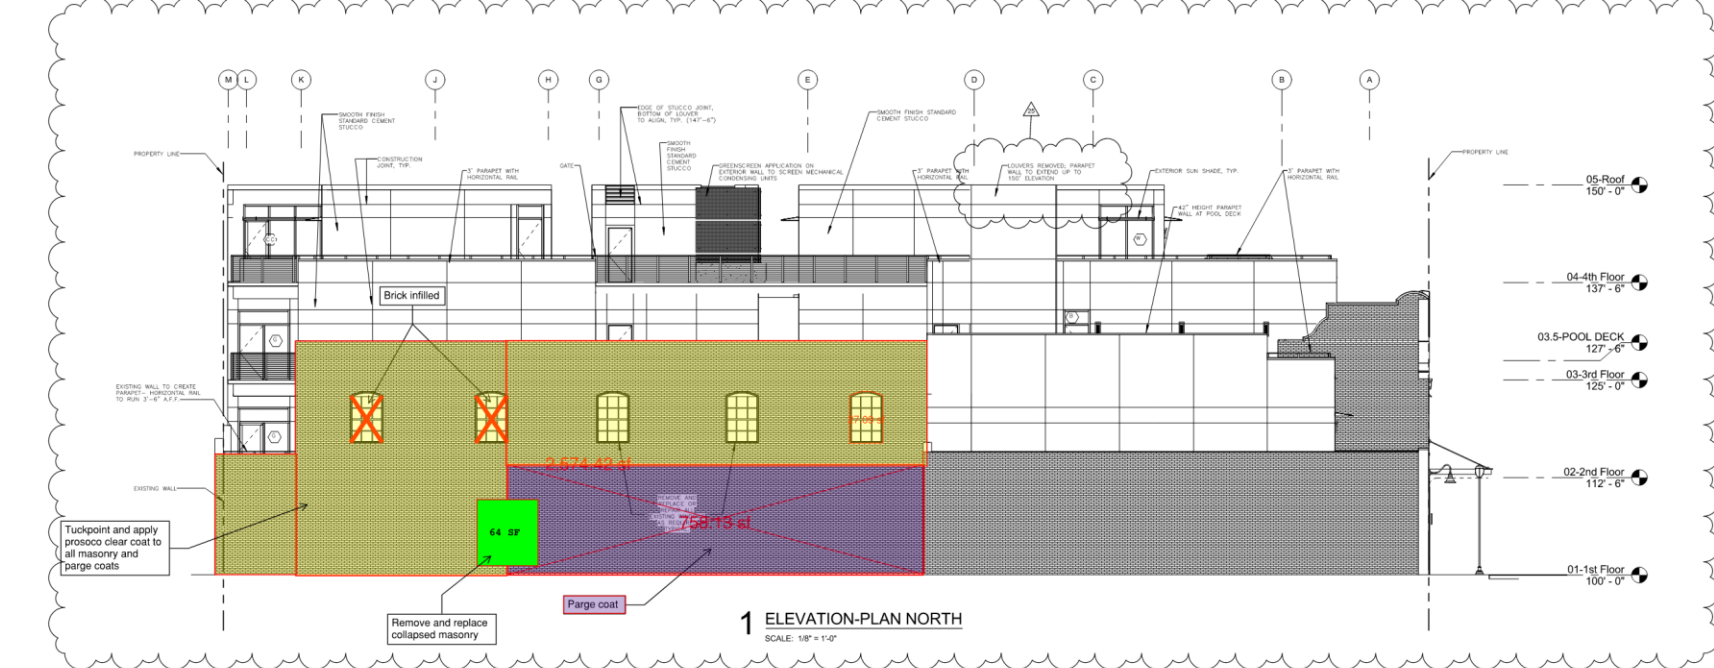 M L K J H G E D C B A
SMOOTH FINISH
STANDARD CEMENT
STUCCO
EDGE OF STUCCO JOINT,
BOTTOM OF LOUVER
TO ALIGN, TYP. (147'-6")
SMOOTH FINISH STANDARD
CEMENT STUCCO
PROPERTY LINE
CONSTRUCTION
JOINT, TYP.
3' PARAPET WITH
HORIZONTAL RAIL
GATE
SMOOTH
FINISH
STANDARD
CEMENT
STUCCO
GREENSCREEN APPLICATION ON
EXTERIOR WALL TO SCREEN MECHANICAL
CONDENSING UNITS
3' PARAPET WITH
HORIZONTAL RAIL
LOUVERS REMOVED; PARAPET
WALL TO EXTEND UP TO
150' ELEVATION
EXTERIOR SUN SHADE, TYP.
3' PARAPET WITH
HORIZONTAL RAIL
PROPERTY LINE
42" HEIGHT PARAPET
WALL AT POOL DECK
05-Roof
150' - 0"
04-4th Floor
137' - 6"
03.5-POOL DECK
127' - 6"
03-3rd Floor
125' - 0"
02-2nd Floor
112' - 6"
01-1st Floor
100' - 0"
Brick infilled
EXISTING WALL TO CREATE
PARAPET- HORIZONTAL RAIL
TO RUN 3'-6" A.F.F.
2,574.42 sf
EXISTING WALL
REMOVE AND
758.13 sf
64 SF
Tuckpoint and apply
prosoco clear coat to
all masonry and
parge coats
Parge coat
Remove and replace
collapsed masonry
1 ELEVATION-PLAN NORTH
SCALE: 1/8" = 1'-0"